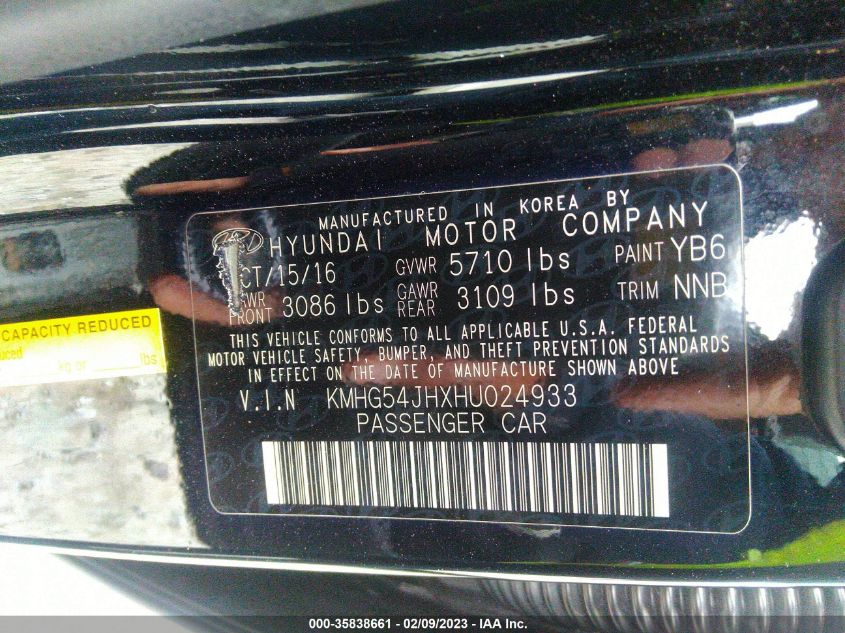 MANUFACTURED IN KOREA BY
HYUNDAI MOTOR COMPANY
CT/15/16 GVWR 5710 lbs PAINT YB6
WR FRONT 3086 lbs GAWR REAR 3109 lbs TRIM NNB
THIS VEHICLE CONFORMS TO ALL APPLICABLE U.S.A. FEDERAL
MOTOR VEHICLE SAFETY, BUMPER, AND THEFT PREVENTION STANDARDS
IN EFFECT ON THE DATE OF MANUFACTURE SHOWN ABOVE
V.I.N KMHG54JHXHU024933
PASSENGER CAR
CAPACITY REDUCED
kg or lbs
000-35838661 - 02/09/2023 - IAA Inc.